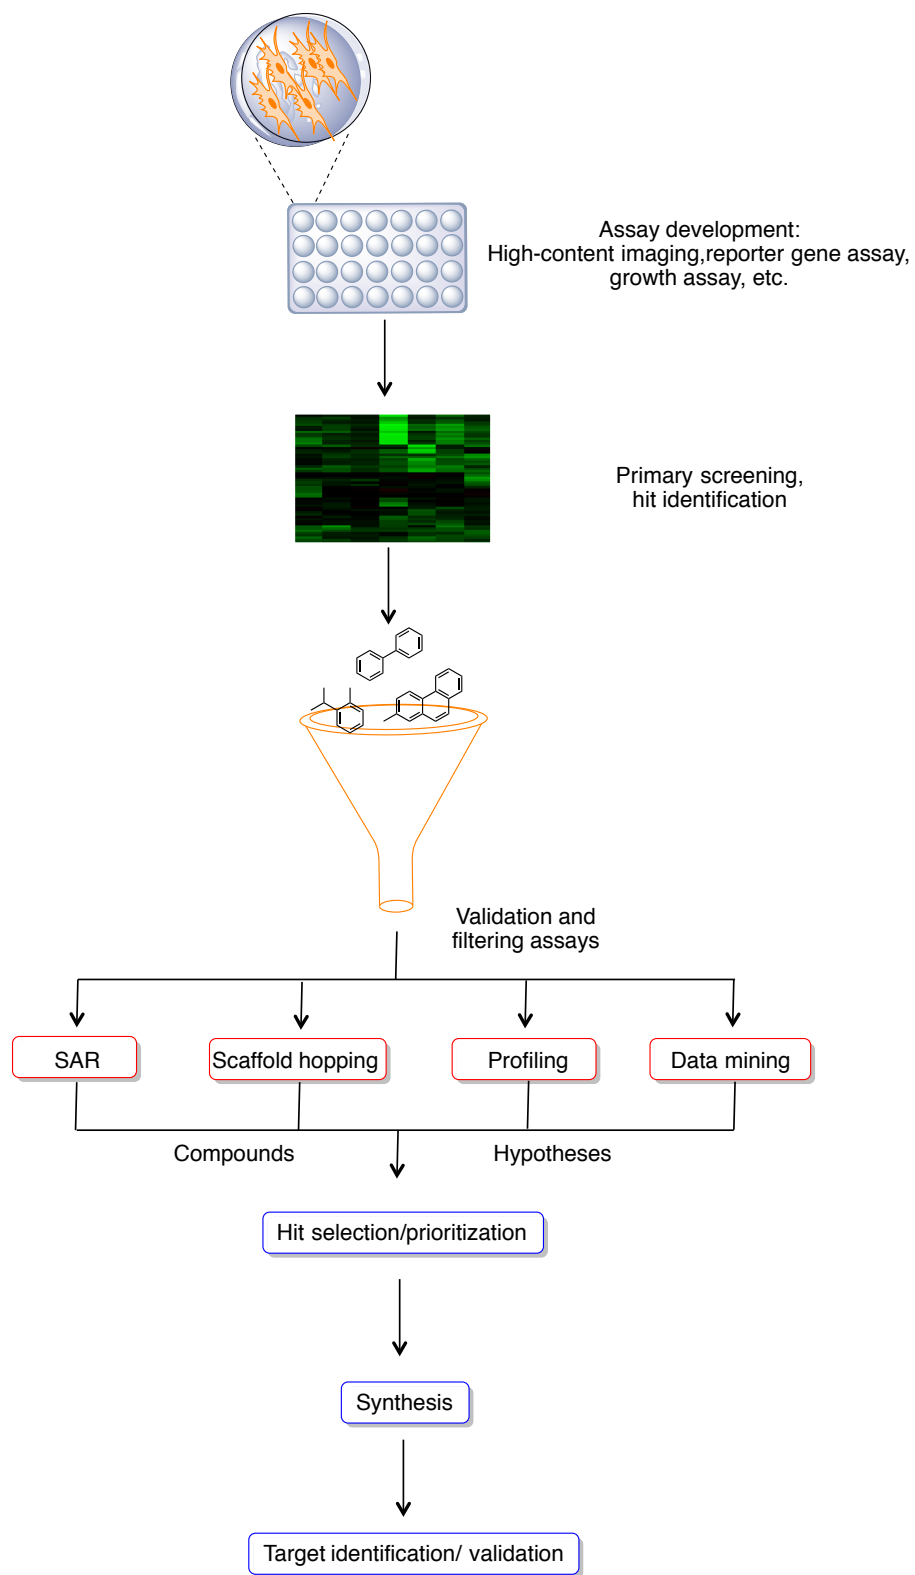 Assay development:
High-content imaging,reporter gene assay,
growth assay, etc.
Primary screening,
hit identification
Validation and
filtering assays
SAR
Scaffold hopping
Profiling
Data mining
Compounds
Hypotheses
Hit selection/prioritization
Synthesis
Target identification/ validation